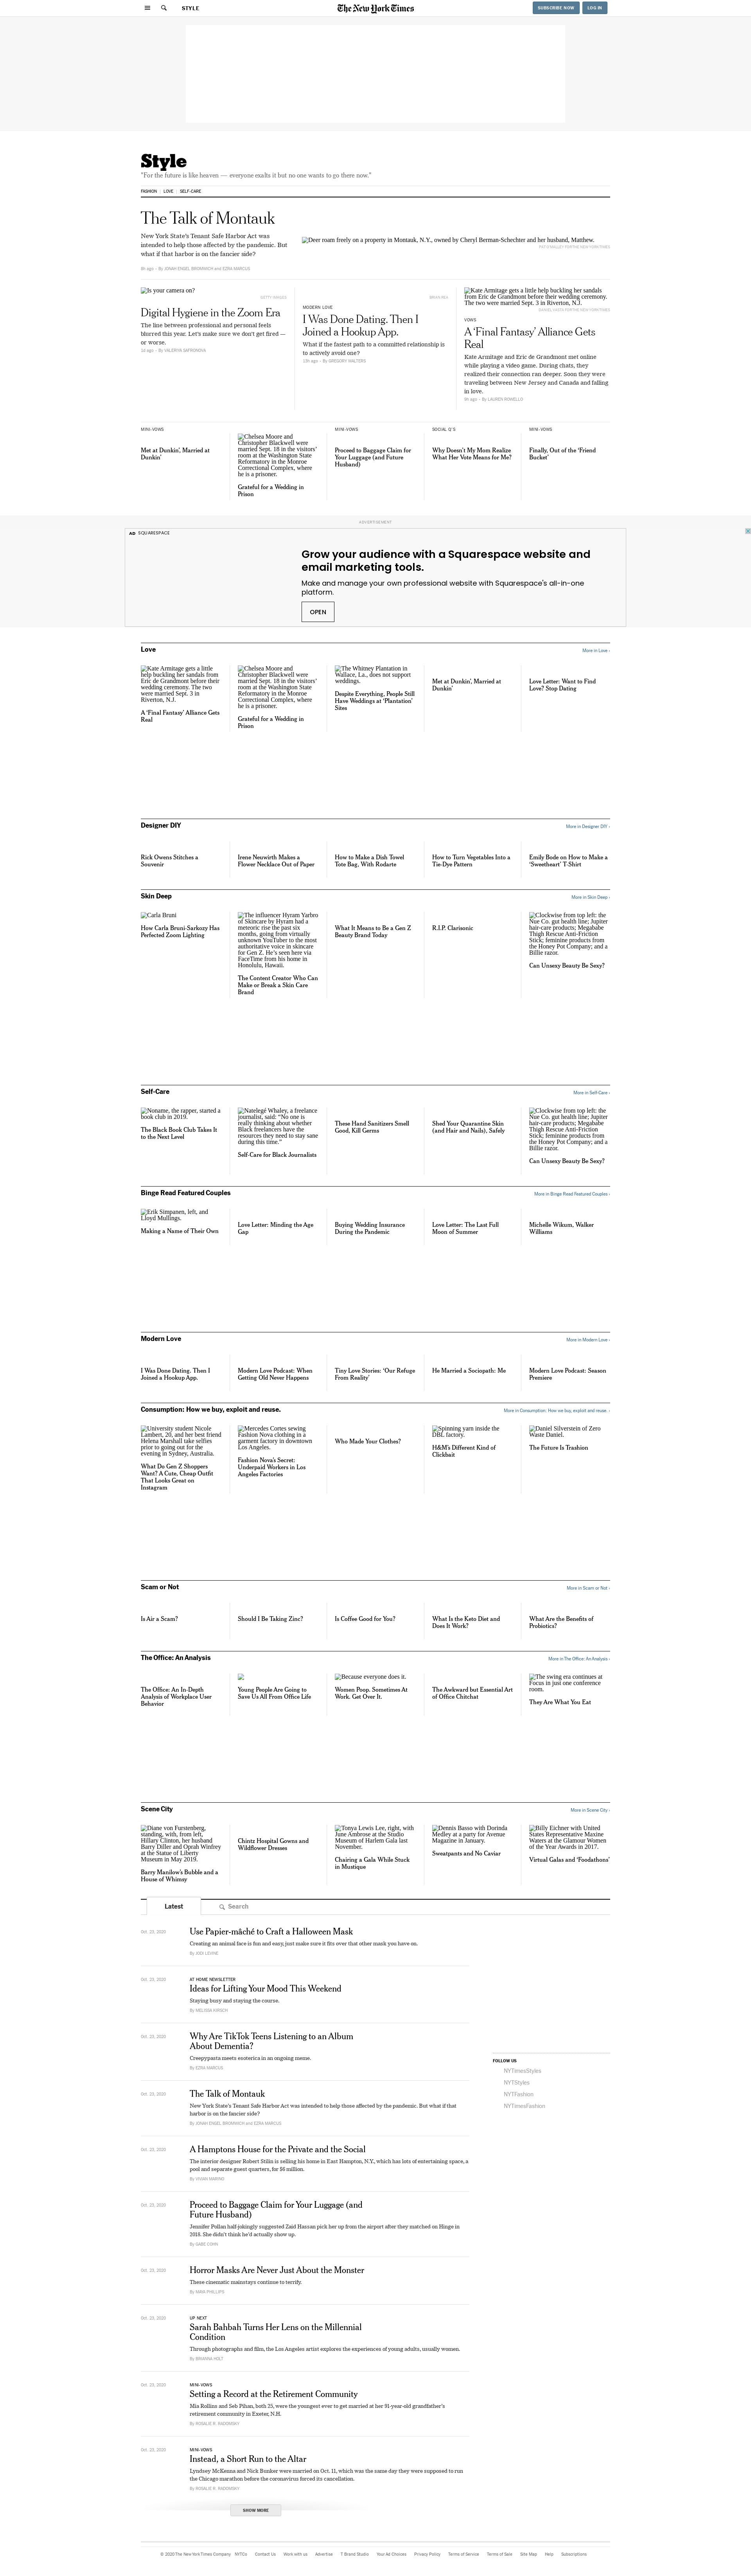 STYLE
The New York Times
SUBSCRIBE NOW
LOG IN
Style
"For the future is like heaven — everyone exalts it but no one wants to go there now."
FASHION
LOVE
SELF-CARE
The Talk of Montauk
New York State's Tenant Safe Harbor Act was
intended to help those affected by the pandemic. But
what if that harbor is on the fancier side?
8h ago • By JONAH ENGEL BROMWICH and EZRA MARCUS
Deer roam freely on a property in Montauk, N.Y., owned by Cheryl Berman-Schechter and her husband, Matthew.
Is your camera on?
GETTY IMAGES
Digital Hygiene in the Zoom Era
The line between professional and personal feels
blurred this year. Let's make sure we don't get fired —
or worse.
1d ago • By VALERIYA SAFRONOVA
BRIAN REA
MODERN LOVE
I Was Done Dating. Then I
Joined a Hookup App.
What if the fastest path to a committed relationship is
to actively avoid one?
13h ago • By GREGORY WALTERS
Kate Armitage gets a little help buckling her sandals
from Eric de Grandmont before their wedding ceremony.
The two were married Sept. 3 in Riverton, N.J.
VOWS
A 'Final Fantasy' Alliance Gets
Real
Kate Armitage and Eric de Grandmont met online
while playing a video game. During chats, they
realized their connection ran deeper. Soon they were
traveling between New Jersey and Canada and falling
in love.
8h ago • By LAUREN ROWELLO
MINI-VOWS
Met at Dunkin', Married at
Dunkin'
Chelsea Moore and
Christopher Blackwell were
married Sept. 18 in the visitors'
room at the Washington State
Reformatory in the Monroe
Correctional Complex, where
he is a prisoner.
Grateful for a Wedding in
Prison
MINI-VOWS
Proceed to Baggage Claim for
Your Luggage (and Future
Husband)
SOCIAL Q'S
Why Doesn't My Mom Realize
What Her Vote Means for Me?
MINI-VOWS
Finally, Out of the 'Friend
Bucket'
ADVERTISEMENT
AD SQUARESPACE
Grow your audience with a Squarespace website and
email marketing tools.
Make and manage your own professional website with Squarespace's all-in-one
platform.
OPEN
Love
More in Love ›
Kate Armitage gets a little
help buckling her sandals from
Eric de Grandmont before their
wedding ceremony. The two
were married Sept. 3 in
Riverton, N.J.
A 'Final Fantasy' Alliance Gets
Real
Chelsea Moore and
Christopher Blackwell were
married Sept. 18 in the visitors'
room at the Washington State
Reformatory in the Monroe
Correctional Complex, where
he is a prisoner.
Grateful for a Wedding in
Prison
The Whitney Plantation in
Wallace, La., does not support
weddings.
Despite Everything, People Still
Have Weddings at 'Plantation'
Sites
Met at Dunkin', Married at
Dunkin'
Love Letter: Want to Find
Love? Stop Dating
Designer DIY
More in Designer DIY ›
Rick Owens Stitches a
Souvenir
Irene Neuwirth Makes a
Flower Necklace Out of Paper
How to Make a Dish Towel
Tote Bag, With Rodarte
How to Turn Vegetables Into a
Tie-Dye Pattern
Emily Bode on How to Make a
'Sweetheart' T-Shirt
Skin Deep
More in Skin Deep ›
Carla Bruni
How Carla Bruni-Sarkozy Has
Perfected Zoom Lighting
The influencer Hyram Yarbro
of Skincare by Hyram had a
meteoric rise the past six
months, going from virtually
unknown YouTuber to the most
authoritative voice in skincare
for Gen Z. He's seen here via
FaceTime from his home in
Honolulu, Hawaii.
The Content Creator Who Can
Make or Break a Skin Care
Brand
What It Means to Be a Gen Z
Beauty Brand Today
R.I.P. Clarisonic
Clockwise from top left: the
Nue Co. gut health line; Jupiter
hair-care products; Megababe
Thigh Rescue Anti-Friction
Stick; feminine products from
the Honey Pot Company; and a
Billie razor.
Can Unsexy Beauty Be Sexy?
Self-Care
More in Self-Care ›
Noname, the rapper, started a
book club in 2019.
The Black Book Club Takes It
to the Next Level
Natelegé Whaley, a freelance
journalist, said: "No one is
really thinking about whether
Black freelancers have the
resources they need to stay sane
during this time."
Self-Care for Black Journalists
These Hand Sanitizers Smell
Good, Kill Germs
Shed Your Quarantine Skin
(and Hair and Nails), Safely
Clockwise from top left: the
Nue Co. gut health line; Jupiter
hair-care products; Megababe
Thigh Rescue Anti-Friction
Stick; feminine products from
the Honey Pot Company; and a
Billie razor.
Can Unsexy Beauty Be Sexy?
Binge Read Featured Couples
More in Binge Read Featured Couples ›
Erik Simpanen, left, and
Lloyd Mullings.
Making a Name of Their Own
Love Letter: Minding the Age
Gap
Buying Wedding Insurance
During the Pandemic
Love Letter: The Last Full
Moon of Summer
Michelle Wikum, Walker
Williams
Modern Love
More in Modern Love ›
I Was Done Dating. Then I
Joined a Hookup App.
Modern Love Podcast: When
Getting Old Never Happens
Tiny Love Stories: 'Our Refuge
From Reality'
He Married a Sociopath: Me
Modern Love Podcast: Season
Premiere
Consumption: How we buy, exploit and reuse.
More in Consumption: How we buy, exploit and reuse. ›
University student Nicole
Lambert, 20, and her best friend
Helena Marshall take selfies
prior to going out for the
evening in Sydney, Australia.
What Do Gen Z Shoppers
Want? A Cute, Cheap Outfit
That Looks Great on
Instagram
Mercedes Cortes sewing
Fashion Nova clothing in a
garment factory in downtown
Los Angeles.
Fashion Nova's Secret:
Underpaid Workers in Los
Angeles Factories
Who Made Your Clothes?
Spinning yarn inside the
DBL factory.
H&M's Different Kind of
Clickbait
Daniel Silverstein of Zero
Waste Daniel.
The Future Is Trashion
Scam or Not
More in Scam or Not ›
Is Air a Scam?
Should I Be Taking Zinc?
Is Coffee Good for You?
What Is the Keto Diet and
Does It Work?
What Are the Benefits of
Probiotics?
The Office: An Analysis
More in The Office: An Analysis ›
The Office: An In-Depth
Analysis of Workplace User
Behavior
Young People Are Going to
Save Us All From Office Life
Because everyone does it.
Women Poop. Sometimes At
Work. Get Over It.
The Awkward but Essential Art
of Office Chitchat
The swing era continues at
Focus in just one conference
room.
They Are What You Eat
Scene City
More in Scene City ›
Diane von Furstenberg,
standing, with, from left,
Hillary Clinton, her husband
Barry Diller and Oprah Winfrey
at the Statue of Liberty
Museum in May 2019.
Barry Manilow's Bubble and a
House of Whimsy
Chintz Hospital Gowns and
Wildflower Dresses
Tonya Lewis Lee, right, with
June Ambrose at the Studio
Museum of Harlem Gala last
November.
Chairing a Gala While Stuck
in Mustique
Dennis Basso with Dorinda
Medley at a party for Avenue
Magazine in January.
Sweatpants and No Caviar
Billy Eichner with United
States Representative Maxine
Waters at the Glamour Women
of the Year Awards in 2017.
Virtual Galas and 'Foodathons'
Latest
Search
Oct. 23, 2020
Use Papier-mâché to Craft a Halloween Mask
Creating an animal face is fun and easy, just make sure it fits over that other mask you have on.
By JODI LEVINE
Oct. 23, 2020
AT HOME NEWSLETTER
Ideas for Lifting Your Mood This Weekend
Staying busy and staying the course.
By MELISSA KIRSCH
Oct. 23, 2020
Why Are TikTok Teens Listening to an Album
About Dementia?
Creepypasta meets esoterica in an ongoing meme.
By EZRA MARCUS
Oct. 23, 2020
The Talk of Montauk
New York State's Tenant Safe Harbor Act was intended to help those affected by the pandemic. But what if that
harbor is on the fancier side?
By JONAH ENGEL BROMWICH and EZRA MARCUS
Oct. 23, 2020
A Hamptons House for the Private and the Social
The interior designer Robert Stilin is selling his home in East Hampton, N.Y., which has lots of entertaining space, a
pool and separate guest quarters, for $6 million.
By VIVIAN MARINO
Oct. 23, 2020
Proceed to Baggage Claim for Your Luggage (and
Future Husband)
Jennifer Pollan half-jokingly suggested Zaid Hassan pick her up from the airport after they matched on Hinge in
2018. She didn't think he'd actually show up.
By GABE COHN
Oct. 23, 2020
Horror Masks Are Never Just About the Monster
These cinematic mainstays continue to terrify.
By MAYA PHILLIPS
Oct. 23, 2020
UP NEXT
Sarah Bahbah Turns Her Lens on the Millennial
Condition
Through photographs and film, the Los Angeles artist explores the experiences of young adults, usually women.
By BRIANNA HOLT
Oct. 23, 2020
MINI-VOWS
Setting a Record at the Retirement Community
Mia Rollins and Seb Pihan, both 25, were the youngest ever to get married at her 91-year-old grandfather's
retirement community in Exeter, N.H.
By ROSALIE R. RADOMSKY
Oct. 23, 2020
MINI-VOWS
Instead, a Short Run to the Altar
Lyndsey McKenna and Nick Bunker were married on Oct. 11, which was the same day they were supposed to run
the Chicago marathon before the coronavirus forced its cancellation.
By ROSALIE R. RADOMSKY
SHOW MORE
FOLLOW US
NYTimesStyles
NYTStyles
NYTFashion
NYTimesFashion
© 2020 The New York Times Company
NYTCo
Contact Us
Work with us
Advertise
T Brand Studio
Your Ad Choices
Privacy Policy
Terms of Service
Terms of Sale
Site Map
Help
Subscriptions